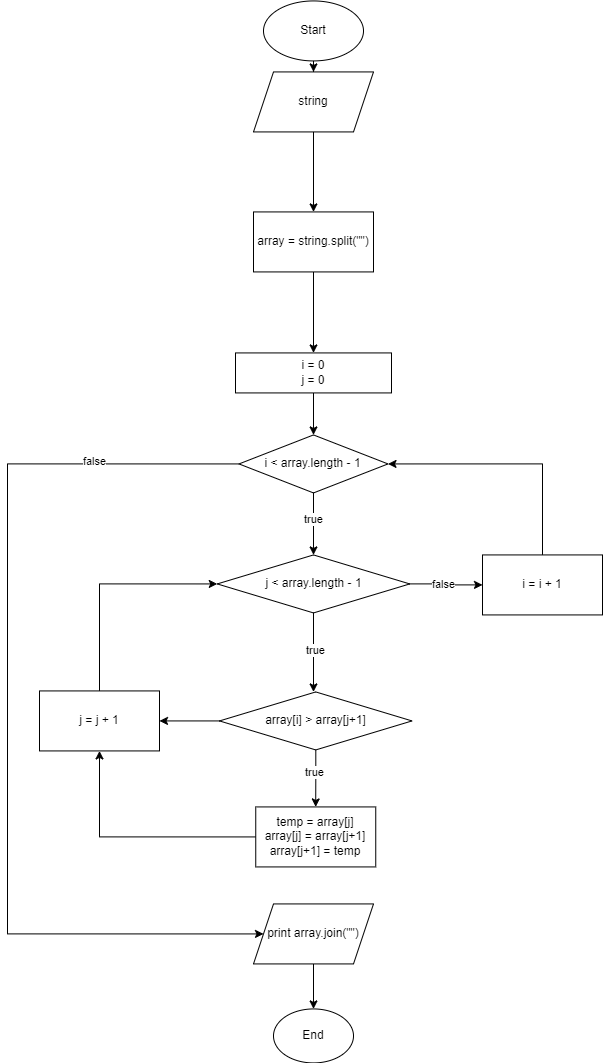 Start
string
array = string.split("")
i = 0
j = 0
i < array.length - 1
false
true
j < array.length - 1
false
i = i + 1
true
array[i] > array[j+1]
j = j + 1
true
temp = array[j]
array[j] = array[j+1]
array[j+1] = temp
print array.join("")
End